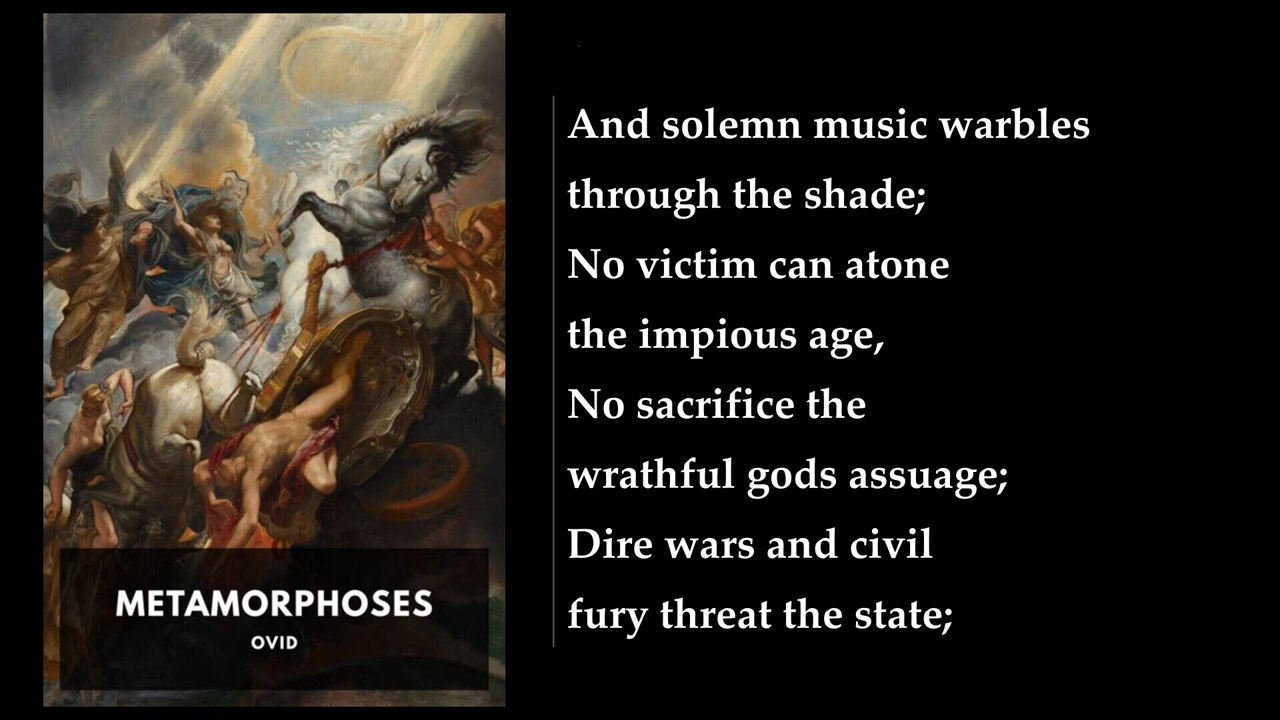 METAMORPHOSES
OVID
And solemn music warbles
through the shade;
No victim can atone
the impious age,
No sacrifice the
wrathful gods assuage;
Dire wars and civil
fury threat the state;